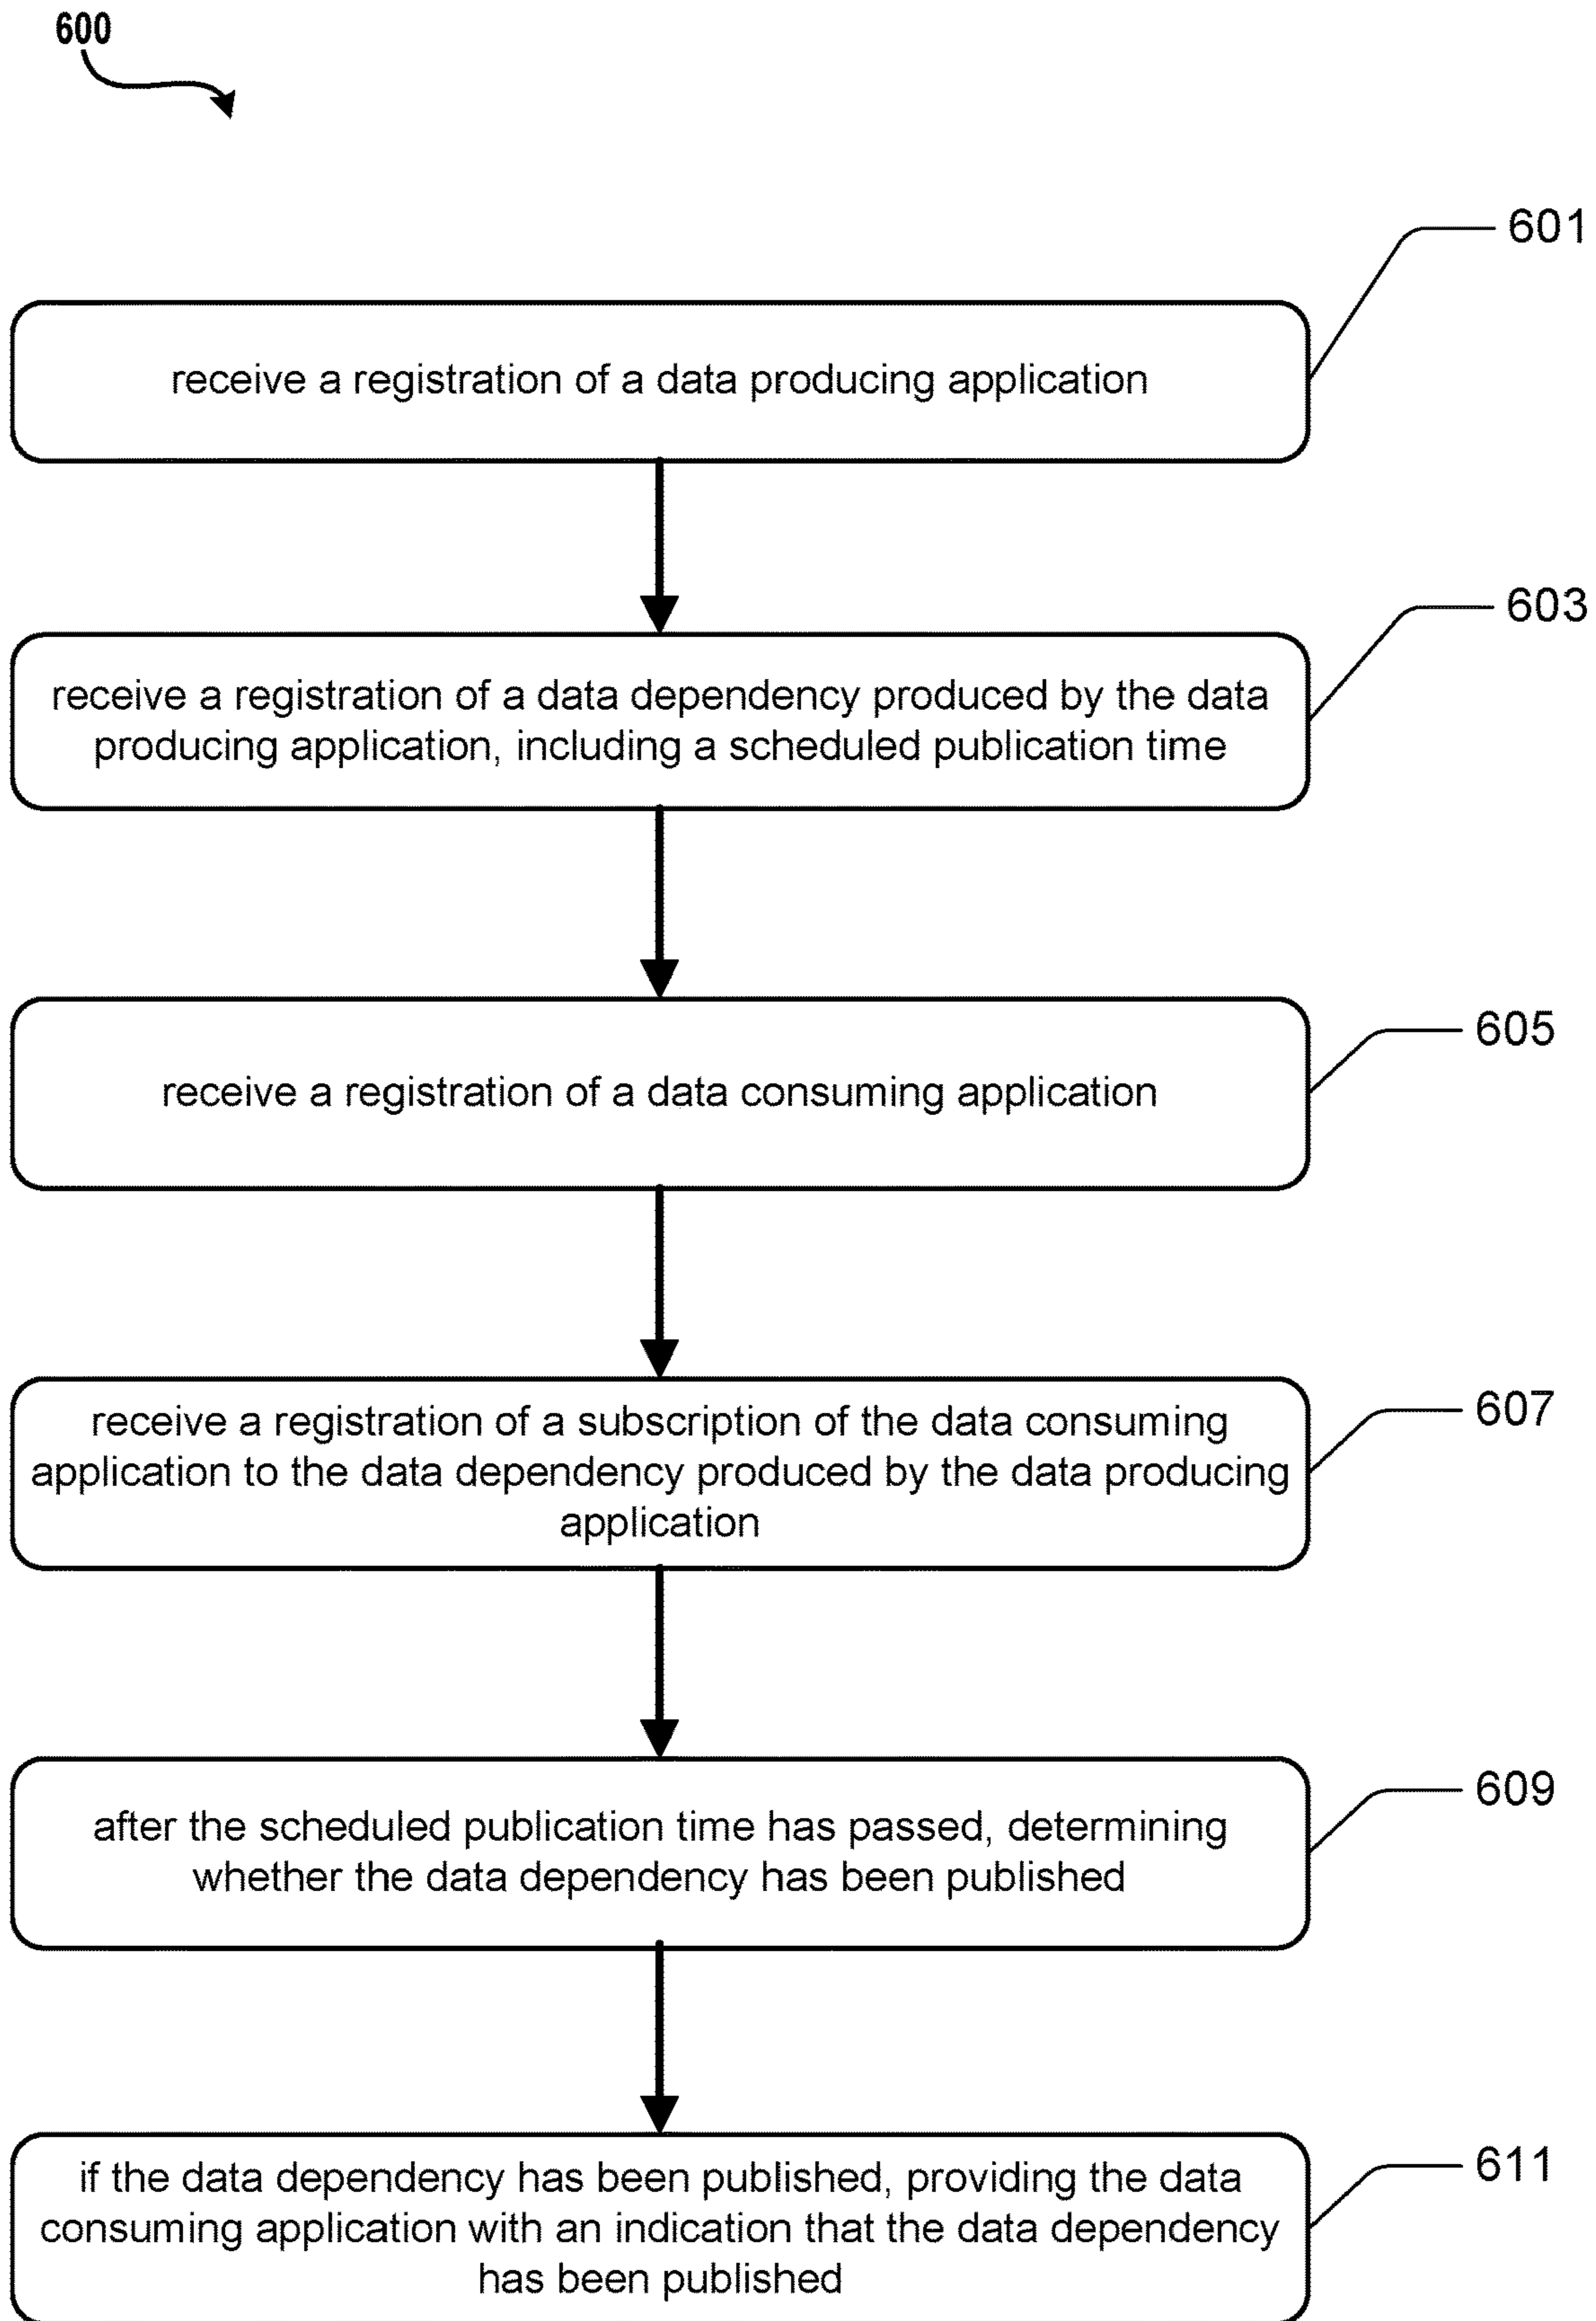 600
601
receive a registration of a data producing application
603
receive a registration of a data dependency produced by the data
producing application, including a scheduled publication time
605
receive a registration of a data consuming application
607
receive a registration of a subscription of the data consuming
application to the data dependency produced by the data producing
application
609
after the scheduled publication time has passed, determining
whether the data dependency has been published
611
if the data dependency has been published, providing the data
consuming application with an indication that the data dependency
has been published